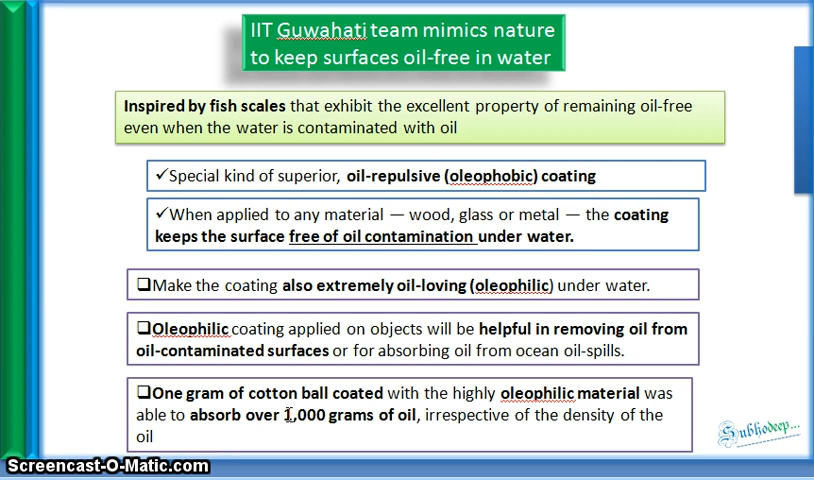 IIT Guwahati team mimics nature
to keep surfaces oil-free in water
Inspired by fish scales that exhibit the excellent property of remaining oil-free
even when the water is contaminated with oil
✓Special kind of superior, oil-repulsive (oleophobic) coating
✓When applied to any material — wood, glass or metal — the coating
keeps the surface free of oil contamination under water.
❑Make the coating also extremely oil-loving (oleophilic) under water.
❑Oleophilic coating applied on objects will be helpful in removing oil from
oil-contaminated surfaces or for absorbing oil from ocean oil-spills.
❑One gram of cotton ball coated with the highly oleophilic material was
able to absorb over 1,000 grams of oil, irrespective of the density of the
oil
Subhodeep...
Screencast-O-Matic.com